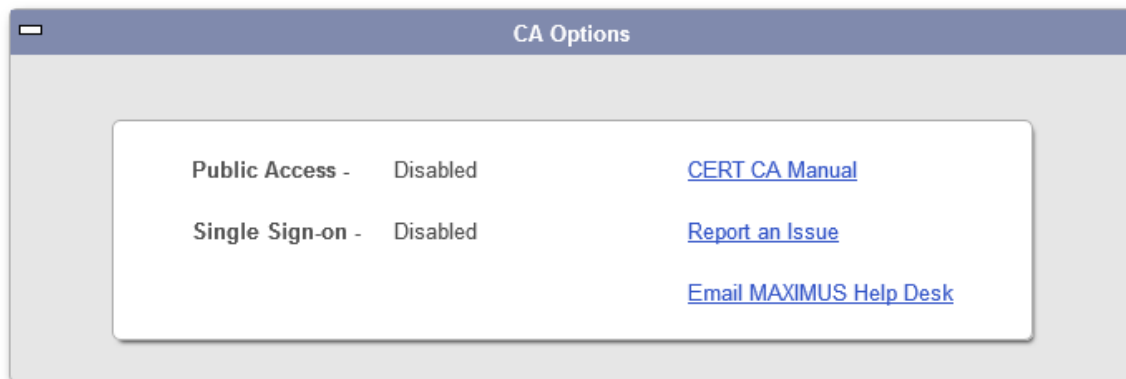 CA Options
Public Access - Disabled CERT CA Manual
Single Sign-on - Disabled Report an Issue
Email MAXIMUS Help Desk